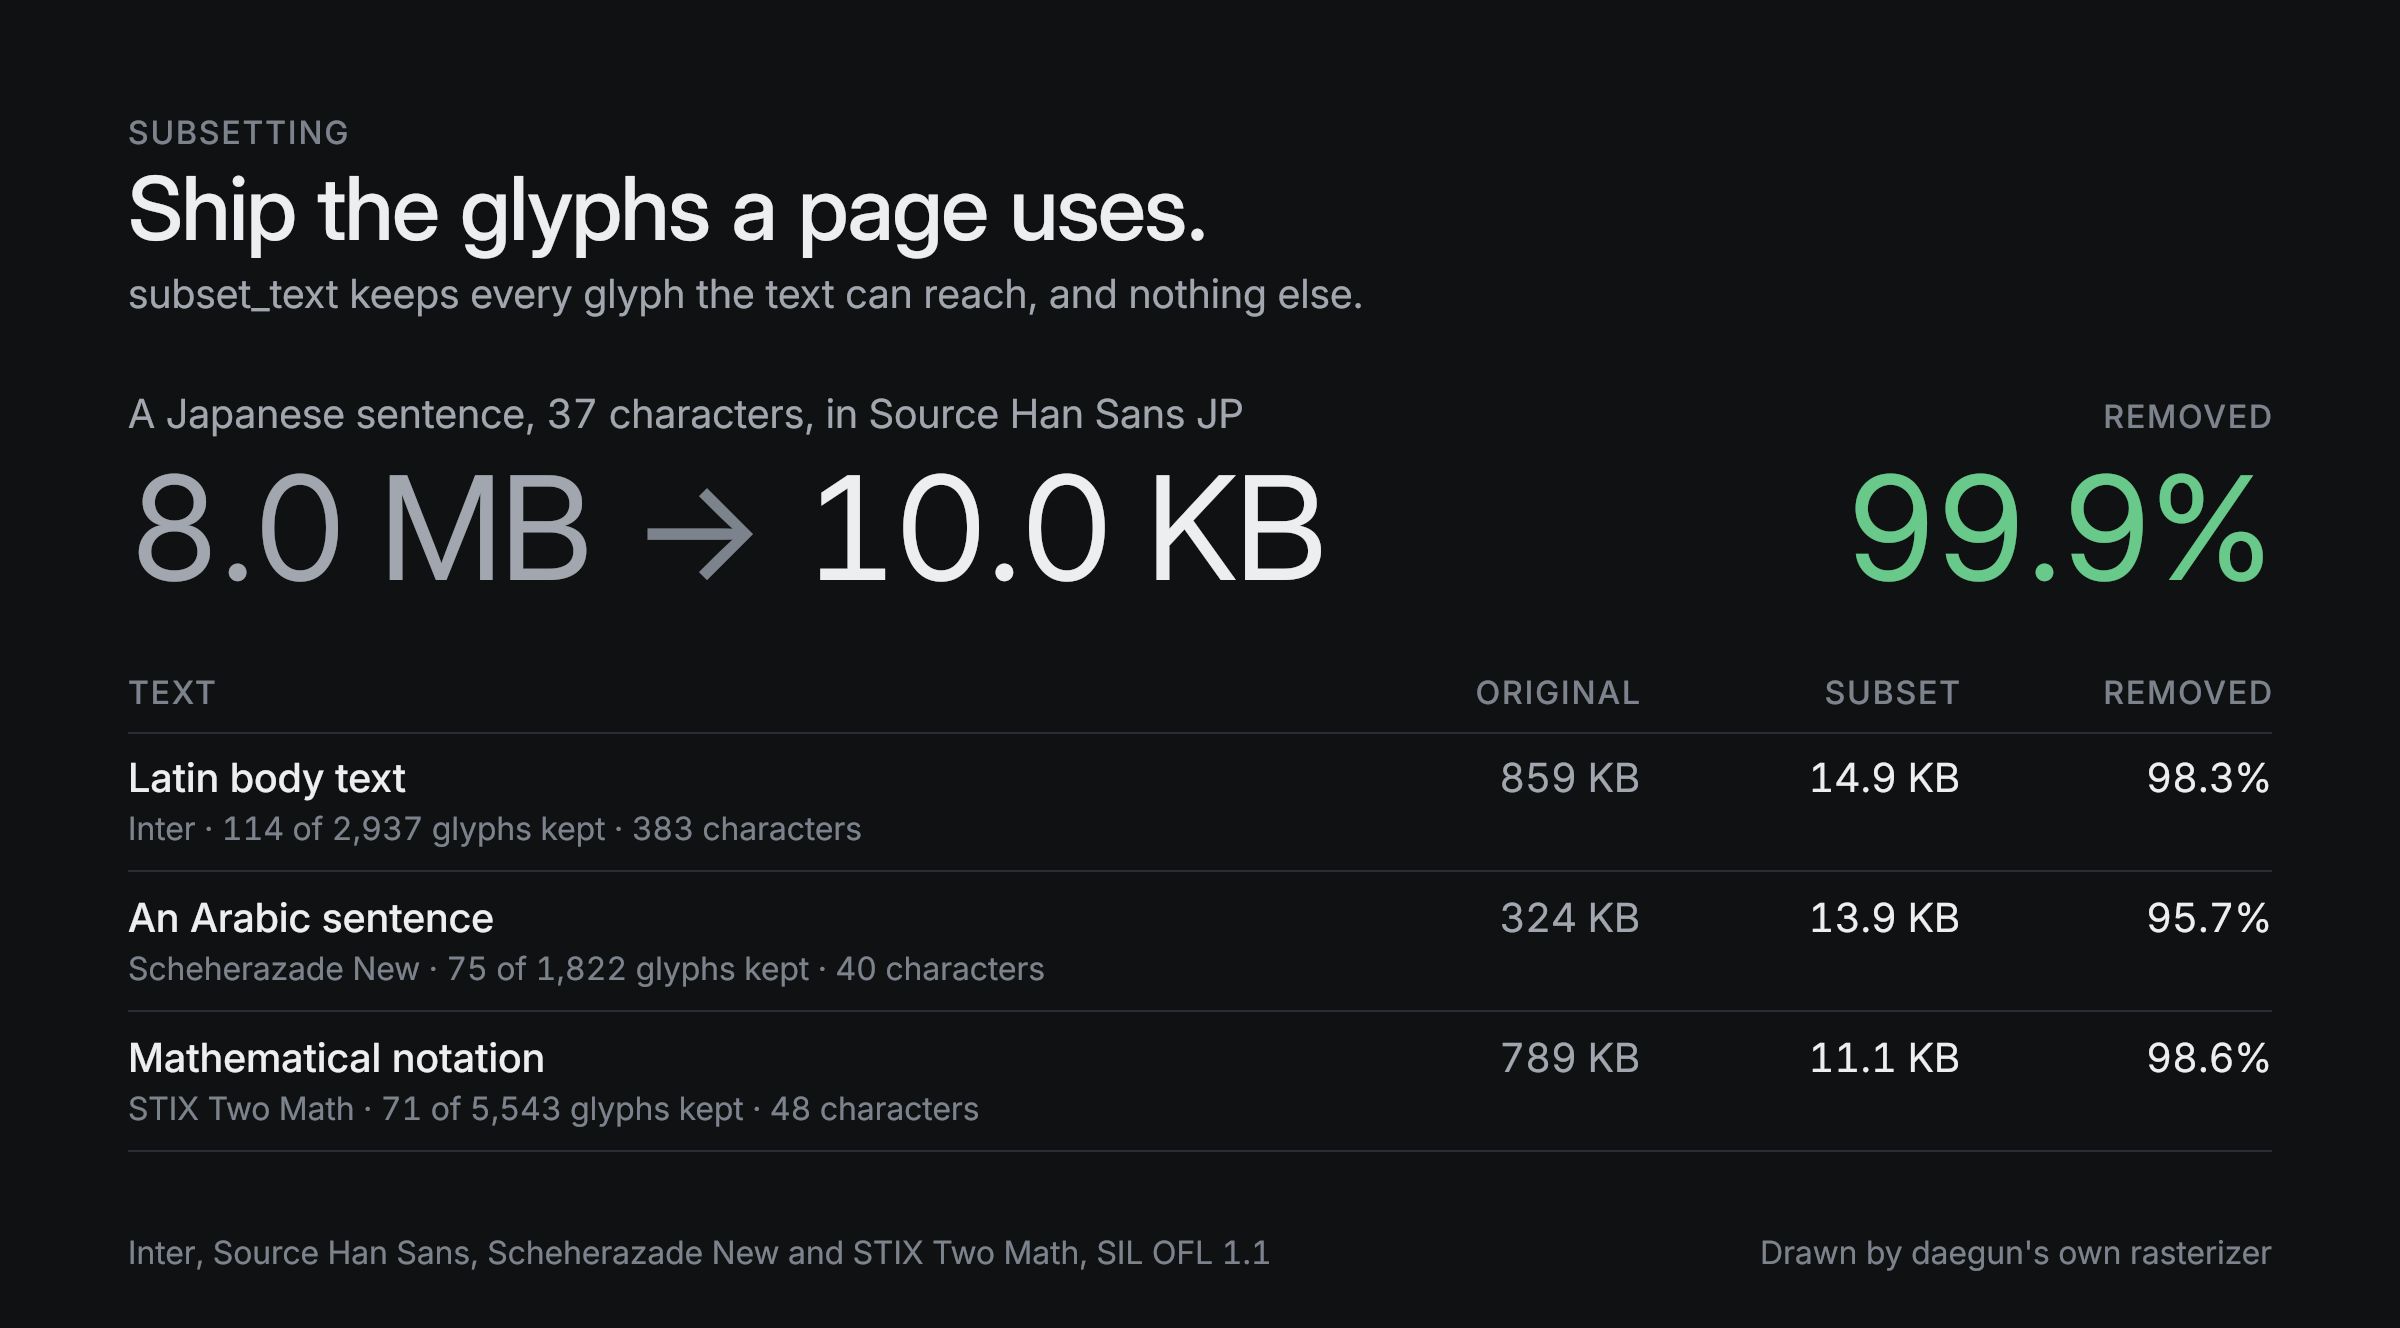 SUBSETTING
Ship the glyphs a page uses.
subset_text keeps every glyph the text can reach, and nothing else.
A Japanese sentence, 37 characters, in Source Han Sans JP
REMOVED
8.0 MB → 10.0 KB
99.9%
TEXT ORIGINAL SUBSET REMOVED
Latin body text 859 KB 14.9 KB 98.3%
Inter · 114 of 2,937 glyphs kept · 383 characters
An Arabic sentence 324 KB 13.9 KB 95.7%
Scheherazade New · 75 of 1,822 glyphs kept · 40 characters
Mathematical notation 789 KB 11.1 KB 98.6%
STIX Two Math · 71 of 5,543 glyphs kept · 48 characters
Inter, Source Han Sans, Scheherazade New and STIX Two Math, SIL OFL 1.1
Drawn by daegun's own rasterizer